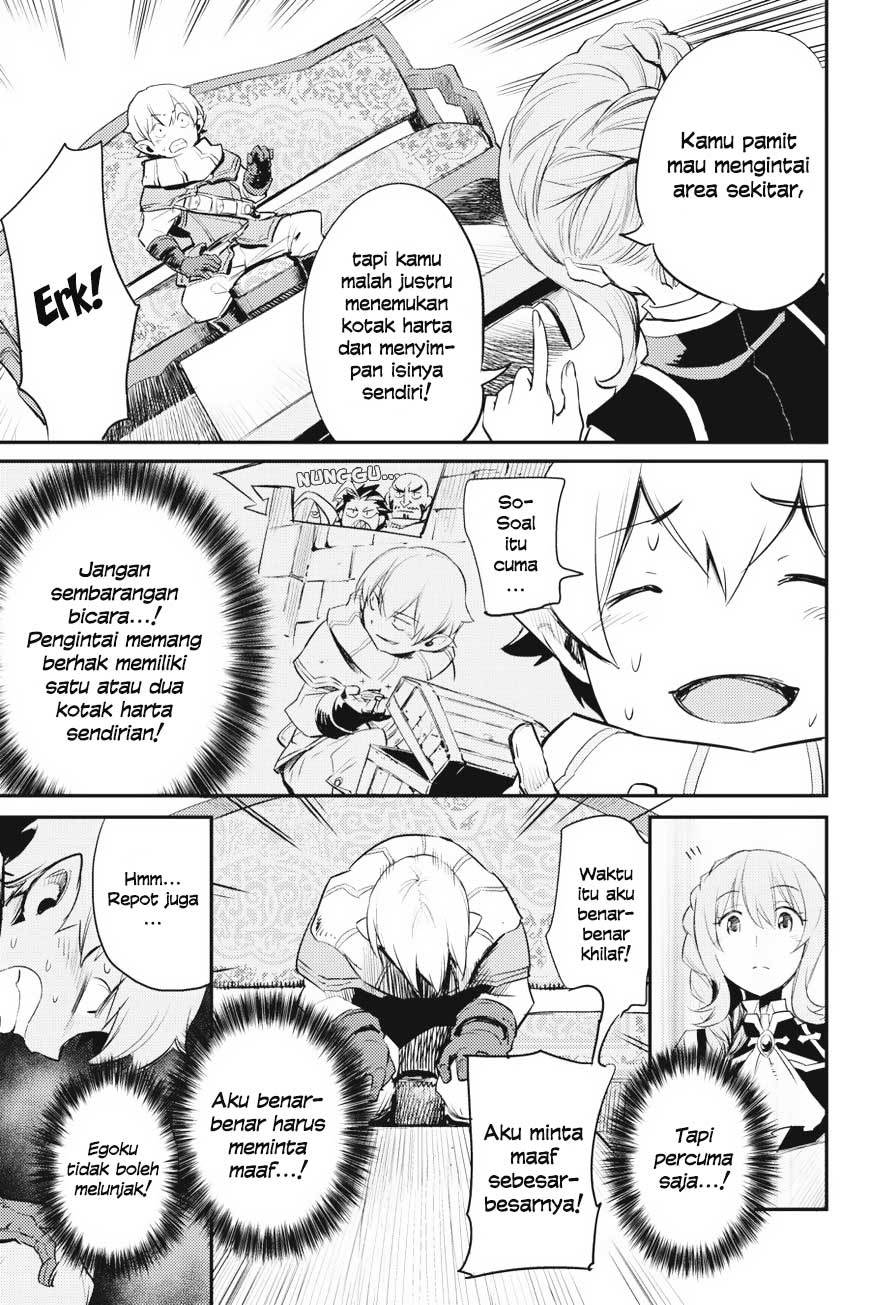 Kamu pamit
mau mengintai
area sekitar,
tapi kamu
malah justru
menemukan
kotak harta
dan menyim-
pan isinya
sendiri!
Erk!
So-
Soal
itu
cuma
...
NUNGGU...
Jangan
sembarangan
bicara...!
Pengintai memang
berhak memiliki
satu atau dua
kotak harta
sendirian!
Tapi
percuma
saja...!
Waktu
itu aku
benar-
benar
khilaf!
Aku minta
maaf
sebesar-
besarnya!
Aku benar-
benar harus
meminta
maaf...!
Hmm...
Repot juga
...
Egoku
tidak boleh
melunjak!